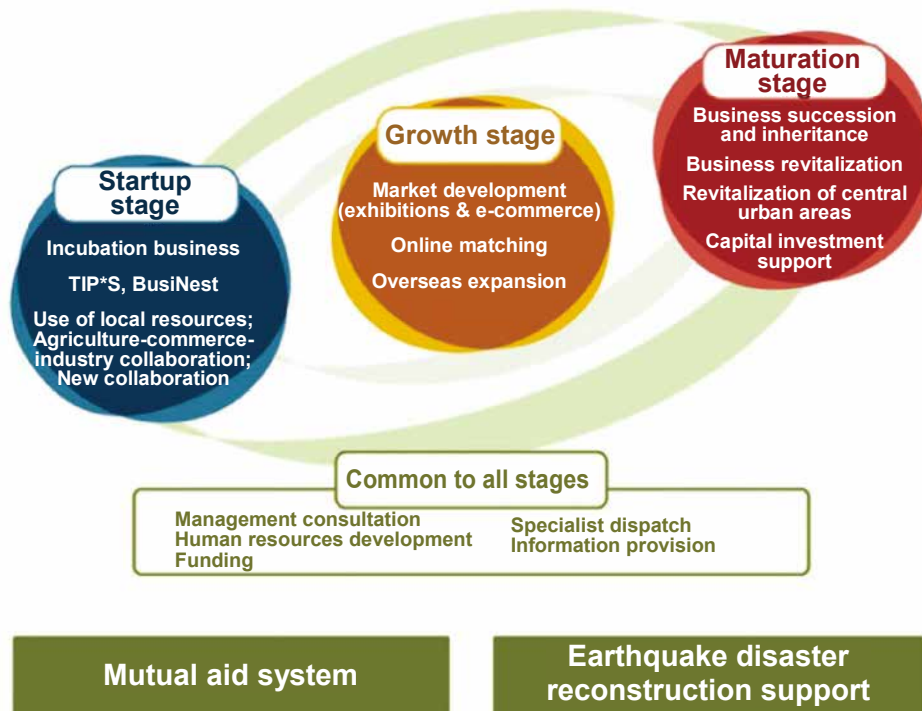 Startup
stage
Incubation business
TIP*S, BusiNest
Use of local resources;
Agriculture-commerce-
industry collaboration;
New collaboration
Growth stage
Market development
(exhibitions & e-commerce)
Online matching
Overseas expansion
Maturation
stage
Business succession
and inheritance
Business revitalization
Revitalization of central
urban areas
Capital investment
support
Common to all stages
Management consultation
Human resources development
Funding
Specialist dispatch
Information provision
Mutual aid system
Earthquake disaster
reconstruction support